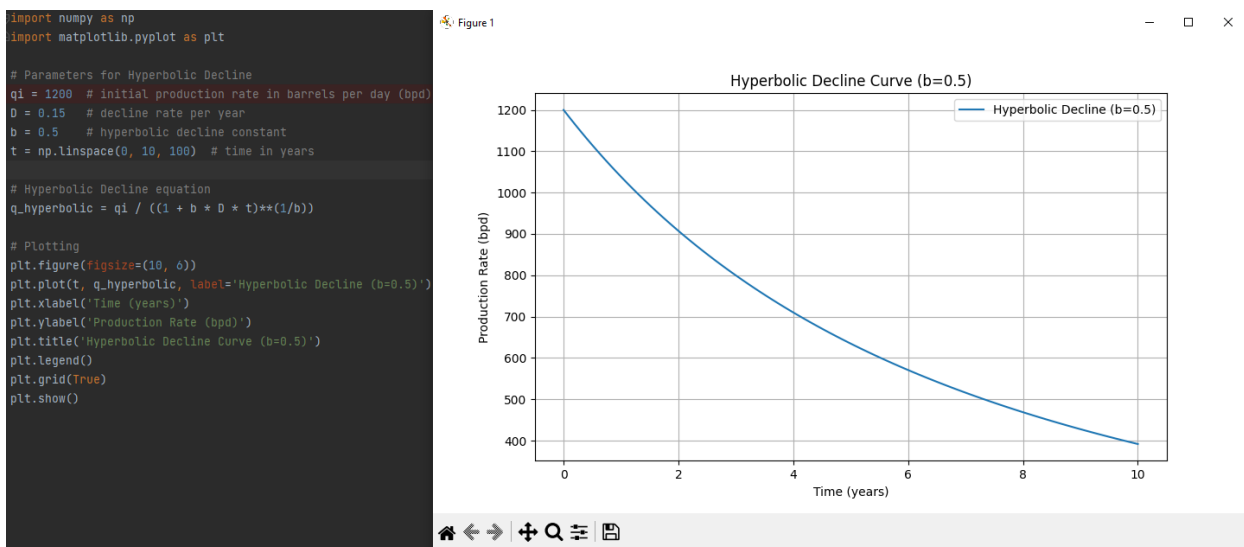 import numpy as np
import matplotlib.pyplot as plt
# Parameters for Hyperbolic Decline
qi = 1200  # initial production rate in barrels per day (bpd)
D = 0.15  # decline rate per year
b = 0.5   # hyperbolic decline constant
t = np.linspace(0, 10, 100)  # time in years
# Hyperbolic Decline equation
q_hyperbolic = qi / ((1 + b * D * t)**(1/b))
# Plotting
plt.figure(figsize=(10, 6))
plt.plot(t, q_hyperbolic, label='Hyperbolic Decline (b=0.5)')
plt.xlabel('Time (years)')
plt.ylabel('Production Rate (bpd)')
plt.title('Hyperbolic Decline Curve (b=0.5)')
plt.legend()
plt.grid(True)
plt.show()
Figure 1
Hyperbolic Decline Curve (b=0.5)
Hyperbolic Decline (b=0.5)
Production Rate (bpd)
1200
1100
1000
900
800
700
600
500
400
0 2 4 6 8 10
Time (years)